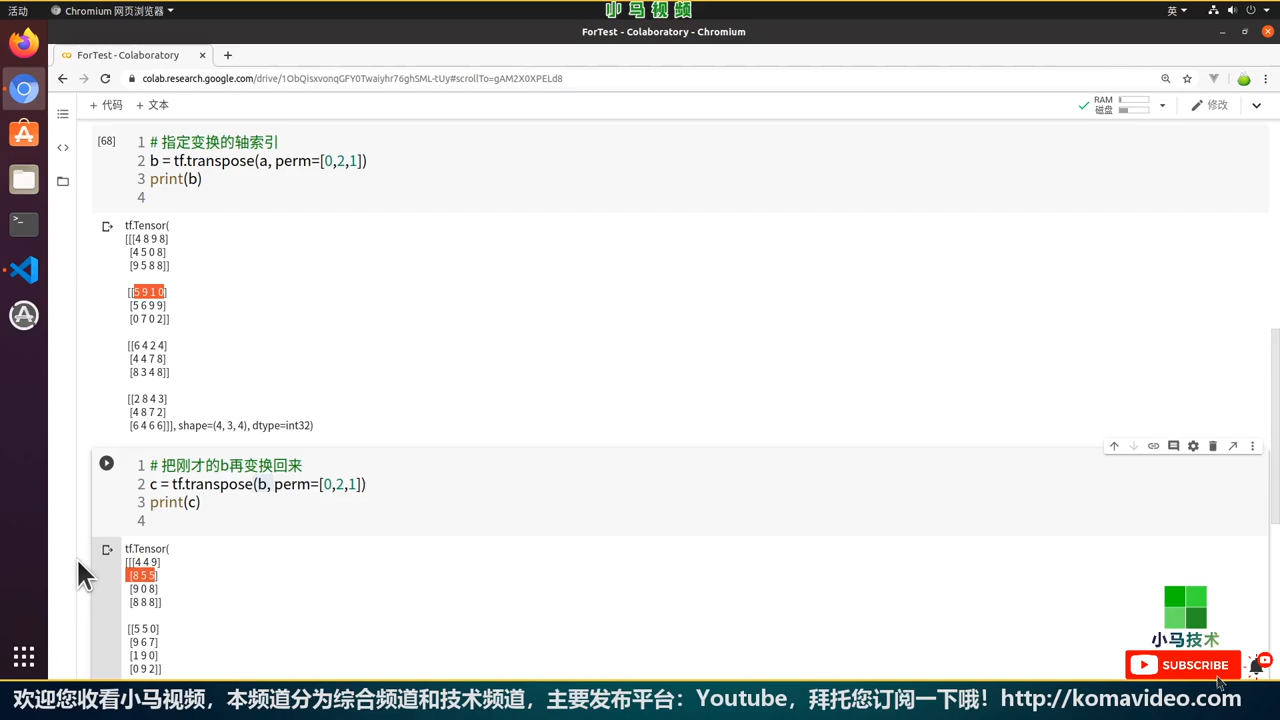 活动
Chromium 网页浏览器
小马视频
英
ForTest - Colaboratory - Chromium
ForTest - Colaboratory
colab.research.google.com/drive/1ObQisxvonqGFY0Twaiyhr76ghSML-tUy#scrollTo=gAM2X0XPELd8
+ 代码 + 文本
RAM
磁盘
修改
[68]
1 # 指定变换的轴索引
2 b = tf.transpose(a, perm=[0,2,1])
3 print(b)
4
tf.Tensor(
[[[4 8 9 8]
[4 5 0 8]
[9 5 8 8]]
[[5 9 1 0]
[5 6 9 9]
[0 7 0 2]]
[[6 4 2 4]
[4 4 7 8]
[8 3 4 8]]
[[2 8 4 3]
[4 8 7 2]
[6 4 6 6]]], shape=(4, 3, 4), dtype=int32)
1 # 把刚才的b再变换回来
2 c = tf.transpose(b, perm=[0,2,1])
3 print(c)
4
tf.Tensor(
[[[4 4 9]
[8 5 5]
[9 0 8]
[8 8 8]]
[[5 5 0]
[9 6 7]
[1 9 0]
[0 9 2]]
小马技术
SUBSCRIBE
欢迎您收看小马视频，本频道分为综合频道和技术频道，主要发布平台：Youtube，拜托您订阅一下哦！http://komavideo.com